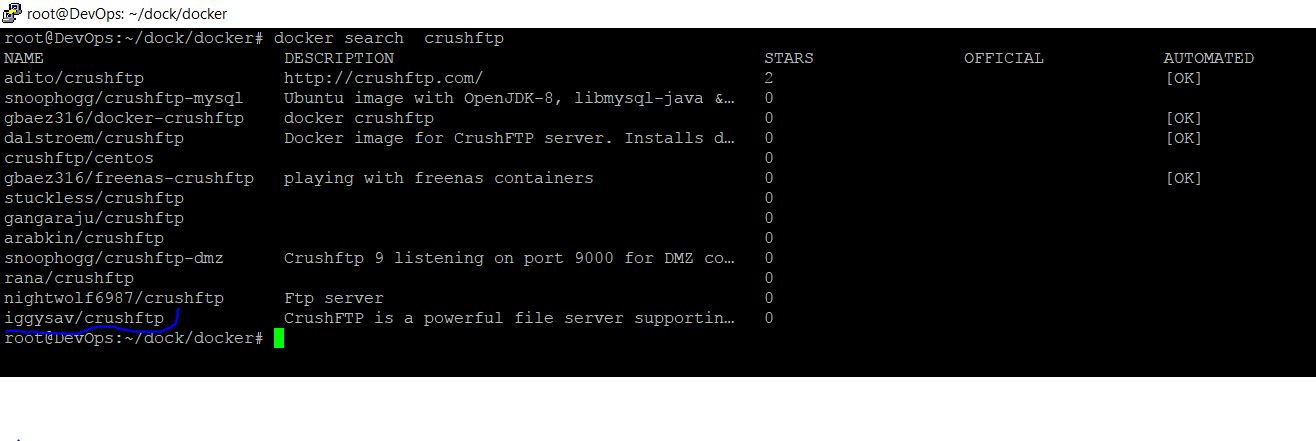 root@DevOps: ~/dock/docker
root@DevOps:~/dock/docker# docker search  crushftp
NAME DESCRIPTION STARS OFFICIAL AUTOMATED
adito/crushftp http://crushftp.com/ 2 [OK]
snoophogg/crushftp-mysql Ubuntu image with OpenJDK-8, libmysql-java &… 0
gbaez316/docker-crushftp docker crushftp 0 [OK]
dalstroem/crushftp Docker image for CrushFTP server. Installs d… 0 [OK]
crushftp/centos 0
gbaez316/freenas-crushftp playing with freenas containers 0 [OK]
stuckless/crushftp 0
gangaraju/crushftp 0
arabkin/crushftp 0
snoophogg/crushftp-dmz Crushftp 9 listening on port 9000 for DMZ co… 0
rana/crushftp 0
nightwolf6987/crushftp Ftp server 0
iggysav/crushftp CrushFTP is a powerful file server supportin… 0
root@DevOps:~/dock/docker#